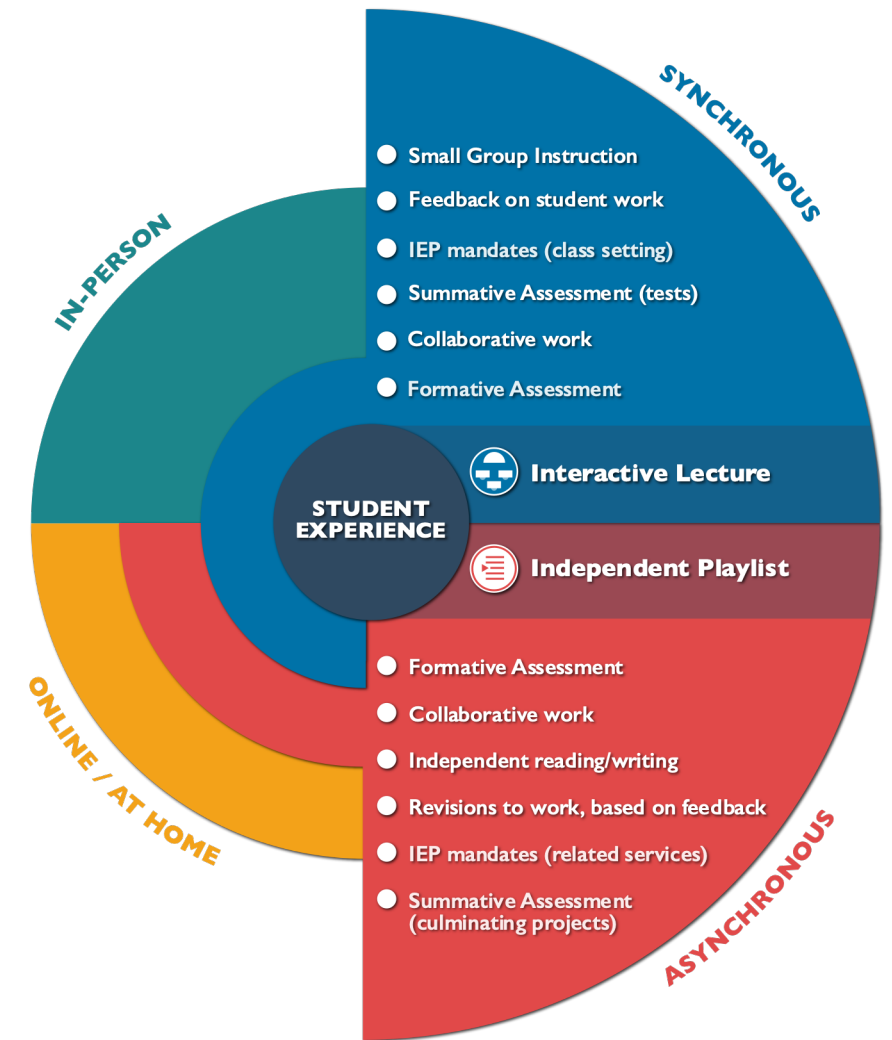 SYNCHRONOUS
Small Group Instruction
Feedback on student work
IEP mandates (class setting)
Summative Assessment (tests)
Collaborative work
Formative Assessment
IN-PERSON
Interactive Lecture
STUDENT
EXPERIENCE
Independent Playlist
Formative Assessment
Collaborative work
Independent reading/writing
Revisions to work, based on feedback
IEP mandates (related services)
Summative Assessment
(culminating projects)
ONLINE / AT HOME
ASYNCHRONOUS